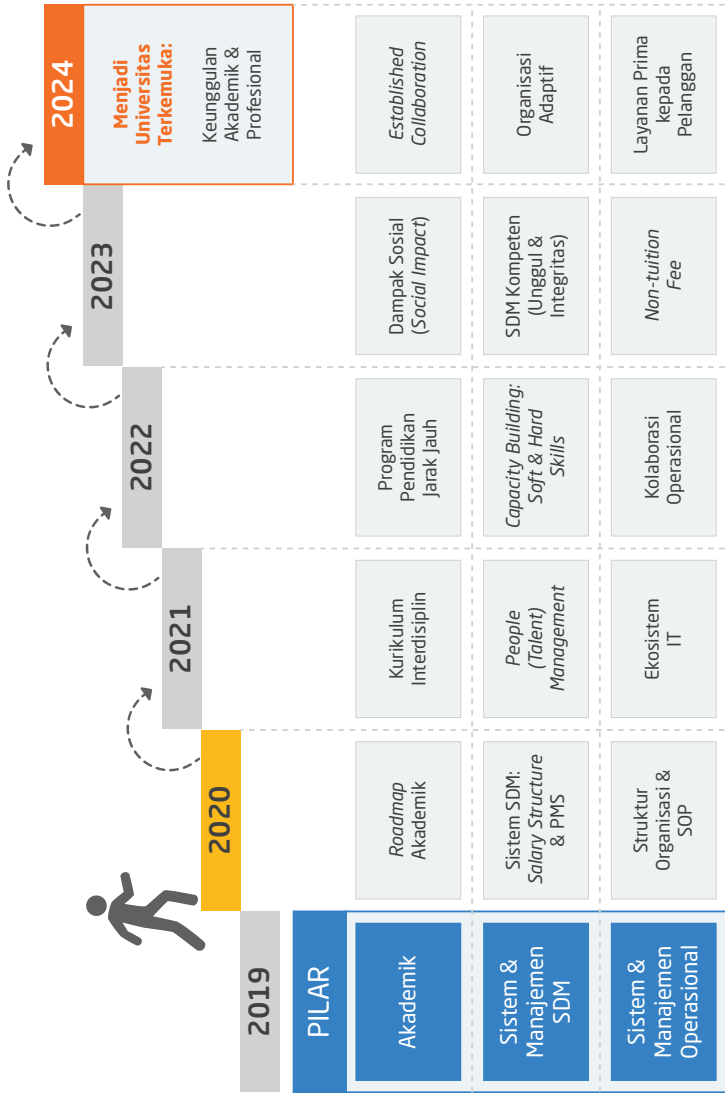 2019
2020
2021
2022
2023
2024
Menjadi
Universitas
Terkemuka:
Keunggulan
Akademik &
Profesional
PILAR
Akademik
Roadmap
Akademik
Kurikulum
Interdisiplin
Program
Pendidikan
Jarak Jauh
Dampak Sosial
(Social Impact)
Established
Collaboration
Sistem &
Manajemen
SDM
Sistem SDM:
Salary Structure
& PMS
People
(Talent)
Management
Capacity Building:
Soft & Hard
Skills
SDM Kompeten
(Unggul &
Integritas)
Organisasi
Adaptif
Sistem &
Manajemen
Operasional
Struktur
Organisasi &
SOP
Ekosistem
IT
Kolaborasi
Operasional
Non-tuition
Fee
Layanan Prima
kepada
Pelanggan